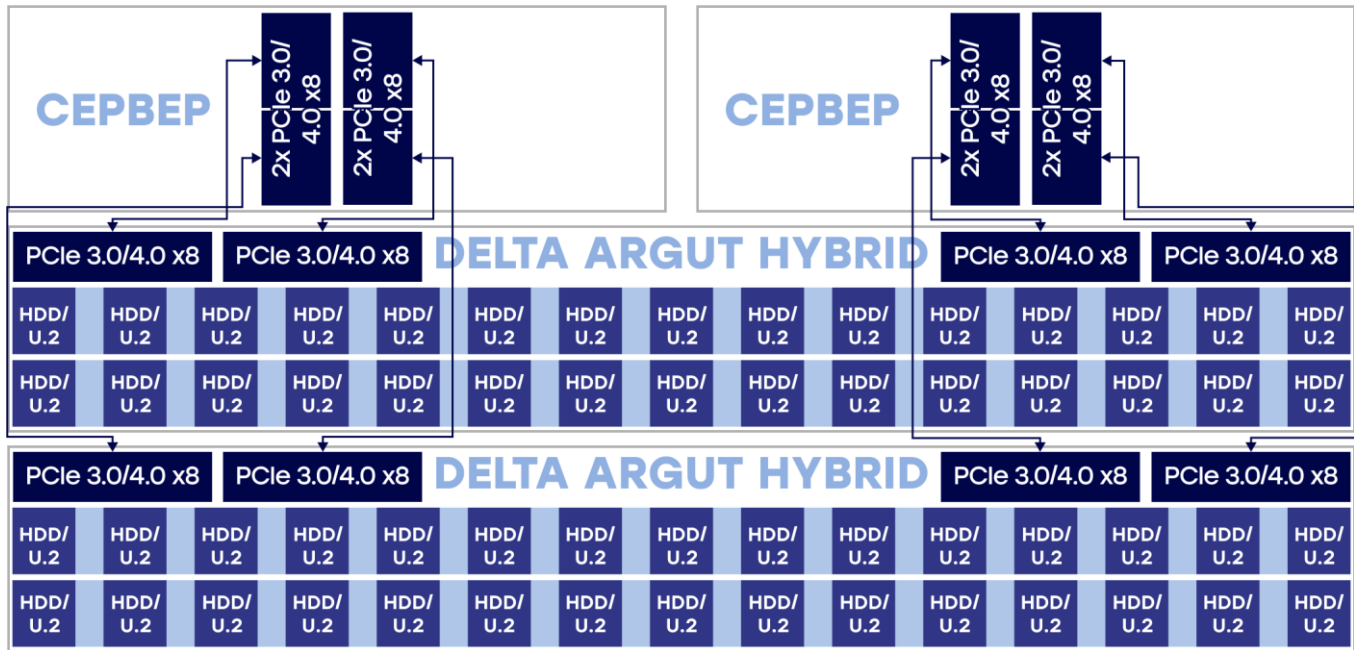 СЕРВЕР
2x PCIe 3.0/
4.0 x8
2x PCIe 3.0/
4.0 x8
СЕРВЕР
2x PCIe 3.0/
4.0 x8
2x PCIe 3.0/
4.0 x8
PCIe 3.0/4.0 x8 PCIe 3.0/4.0 x8 DELTA ARGUT HYBRID PCIe 3.0/4.0 x8 PCIe 3.0/4.0 x8
HDD/ HDD/ HDD/ HDD/ HDD/ HDD/ HDD/ HDD/ HDD/ HDD/ HDD/ HDD/ HDD/ HDD/ HDD/
U.2 U.2 U.2 U.2 U.2 U.2 U.2 U.2 U.2 U.2 U.2 U.2 U.2 U.2 U.2
HDD/ HDD/ HDD/ HDD/ HDD/ HDD/ HDD/ HDD/ HDD/ HDD/ HDD/ HDD/ HDD/ HDD/ HDD/
U.2 U.2 U.2 U.2 U.2 U.2 U.2 U.2 U.2 U.2 U.2 U.2 U.2 U.2 U.2
PCIe 3.0/4.0 x8 PCIe 3.0/4.0 x8 DELTA ARGUT HYBRID PCIe 3.0/4.0 x8 PCIe 3.0/4.0 x8
HDD/ HDD/ HDD/ HDD/ HDD/ HDD/ HDD/ HDD/ HDD/ HDD/ HDD/ HDD/ HDD/ HDD/ HDD/
U.2 U.2 U.2 U.2 U.2 U.2 U.2 U.2 U.2 U.2 U.2 U.2 U.2 U.2 U.2
HDD/ HDD/ HDD/ HDD/ HDD/ HDD/ HDD/ HDD/ HDD/ HDD/ HDD/ HDD/ HDD/ HDD/ HDD/
U.2 U.2 U.2 U.2 U.2 U.2 U.2 U.2 U.2 U.2 U.2 U.2 U.2 U.2 U.2